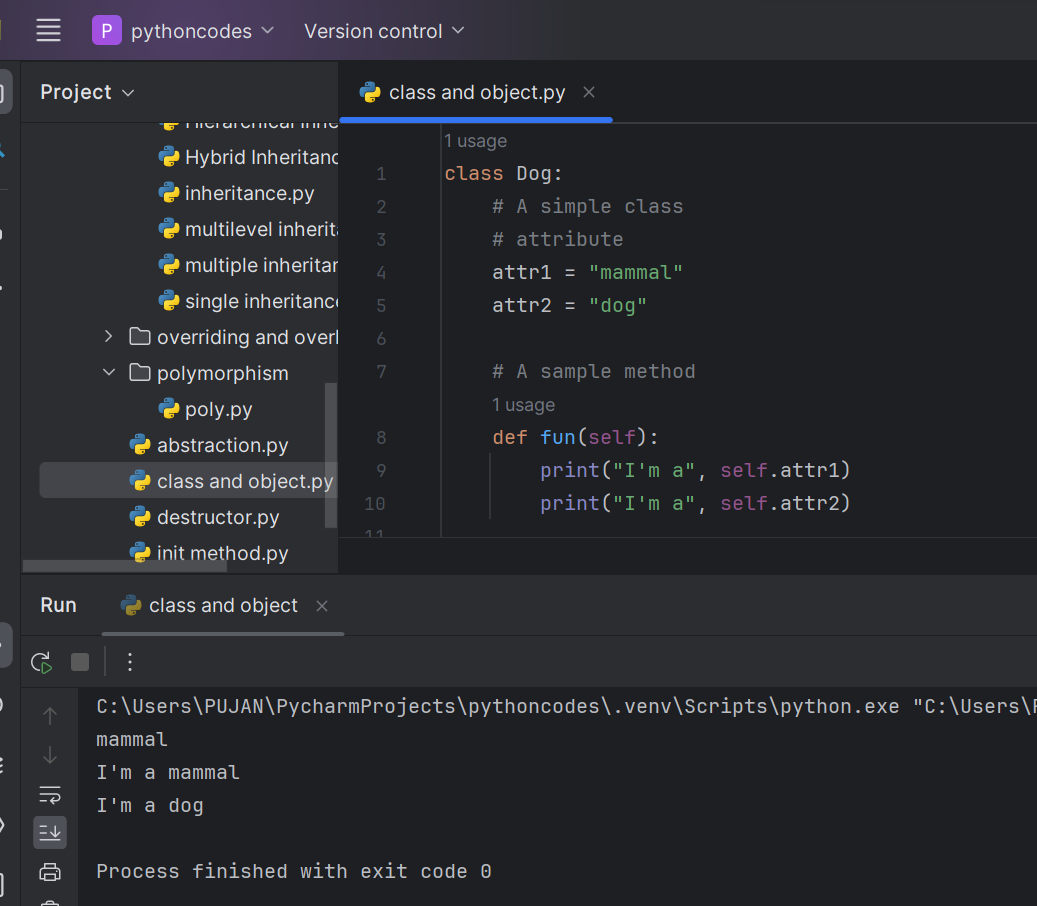 P pythoncodes Version control
Project
class and object.py
Hybrid Inheritanc
inheritance.py
multilevel inherit
multiple inheritar
single inheritanc
overriding and over
polymorphism
poly.py
abstraction.py
class and object.py
destructor.py
init method.py
1 usage
1 class Dog:
2 # A simple class
3 # attribute
4 attr1 = "mammal"
5 attr2 = "dog"
6
7 # A sample method
1 usage
8 def fun(self):
9 print("I'm a", self.attr1)
10 print("I'm a", self.attr2)
11
Run class and object
C:\Users\PUJAN\PycharmProjects\pythoncodes\.venv\Scripts\python.exe "C:\Users\
mammal
I'm a mammal
I'm a dog
Process finished with exit code 0